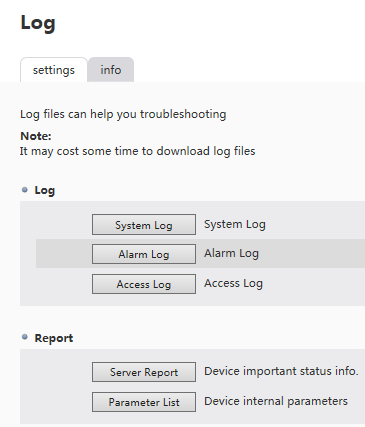 Log
settings info
Log files can help you troubleshooting
Note:
It may cost some time to download log files
Log
System Log System Log
Alarm Log Alarm Log
Access Log Access Log
Report
Server Report Device important status info.
Parameter List Device internal parameters